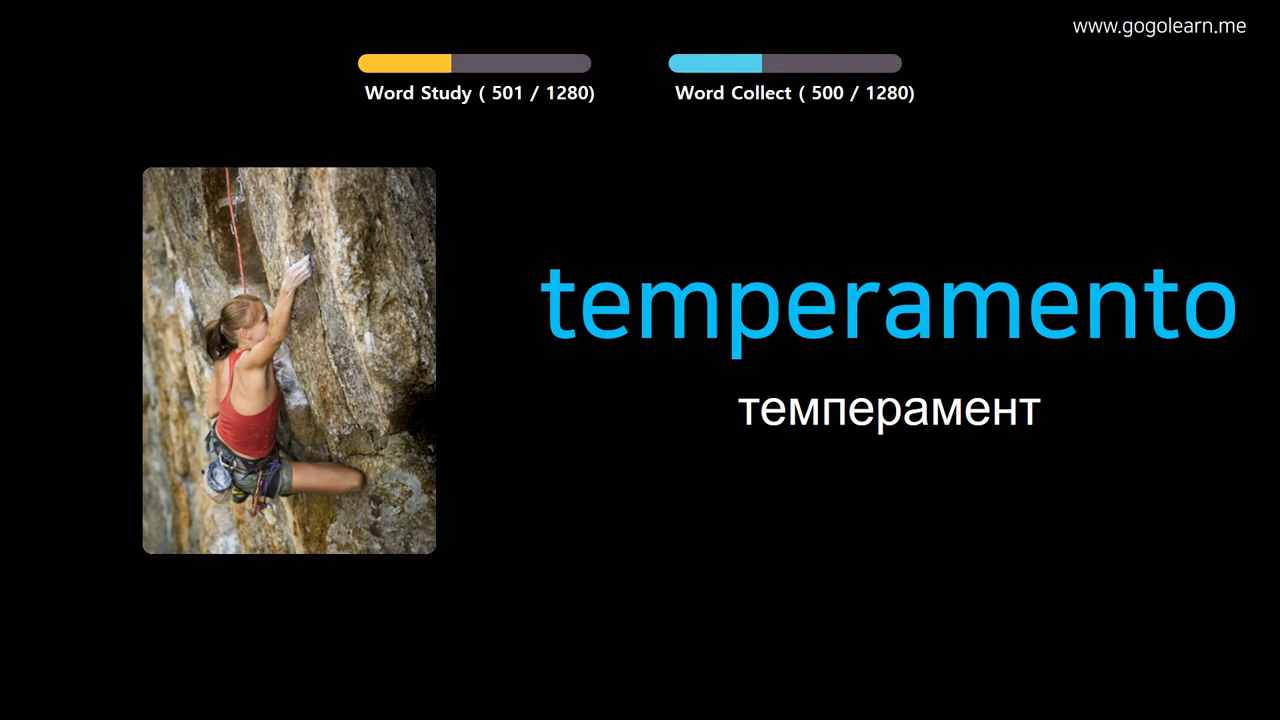 www.gogolearn.me
Word Study ( 501 / 1280)
Word Collect ( 500 / 1280)
temperamento
темперамент